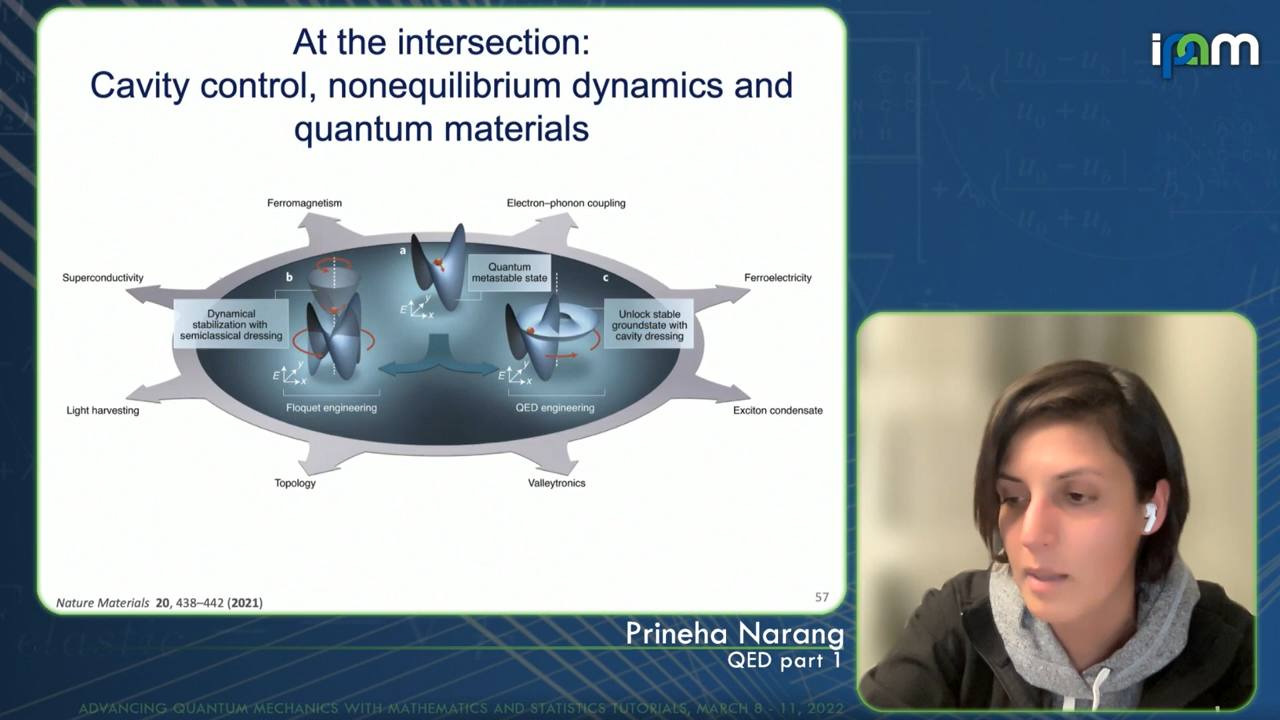 At the intersection:
Cavity control, nonequilibrium dynamics and
quantum materials
ipam
Ferromagnetism
Electron–phonon coupling
Superconductivity
Ferroelectricity
a
b
c
Quantum
metastable state
Dynamical
stabilization with
semiclassical dressing
Unlock stable
groundstate with
cavity dressing
E y x
E y x
E y x
Floquet engineering
QED engineering
Light harvesting
Exciton condensate
Topology
Valleytronics
Nature Materials 20, 438–442 (2021)
57
Prineha Narang
QED part 1
ADVANCING QUANTUM MECHANICS WITH MATHEMATICS AND STATISTICS TUTORIALS, MARCH 8 - 11, 2022